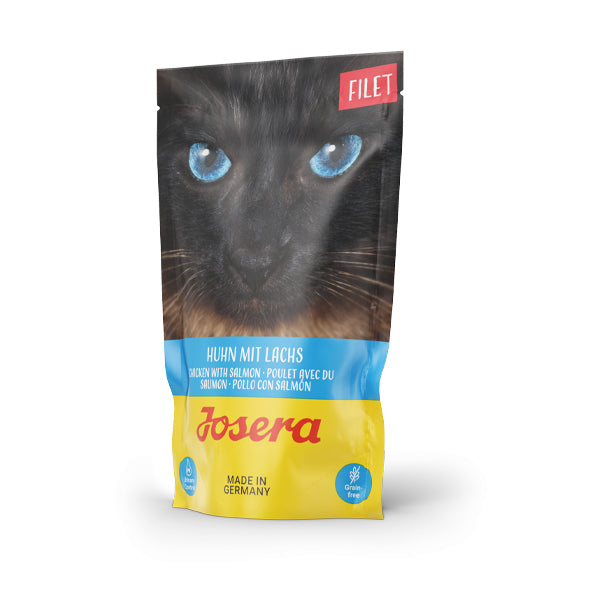 FILET
HUHN MIT LACHS
CHICKEN WITH SALMON · POULET AVEC DU
SAUMON · POLLO CON SALMÓN
Josera
MADE IN
GERMANY
Grain-
free